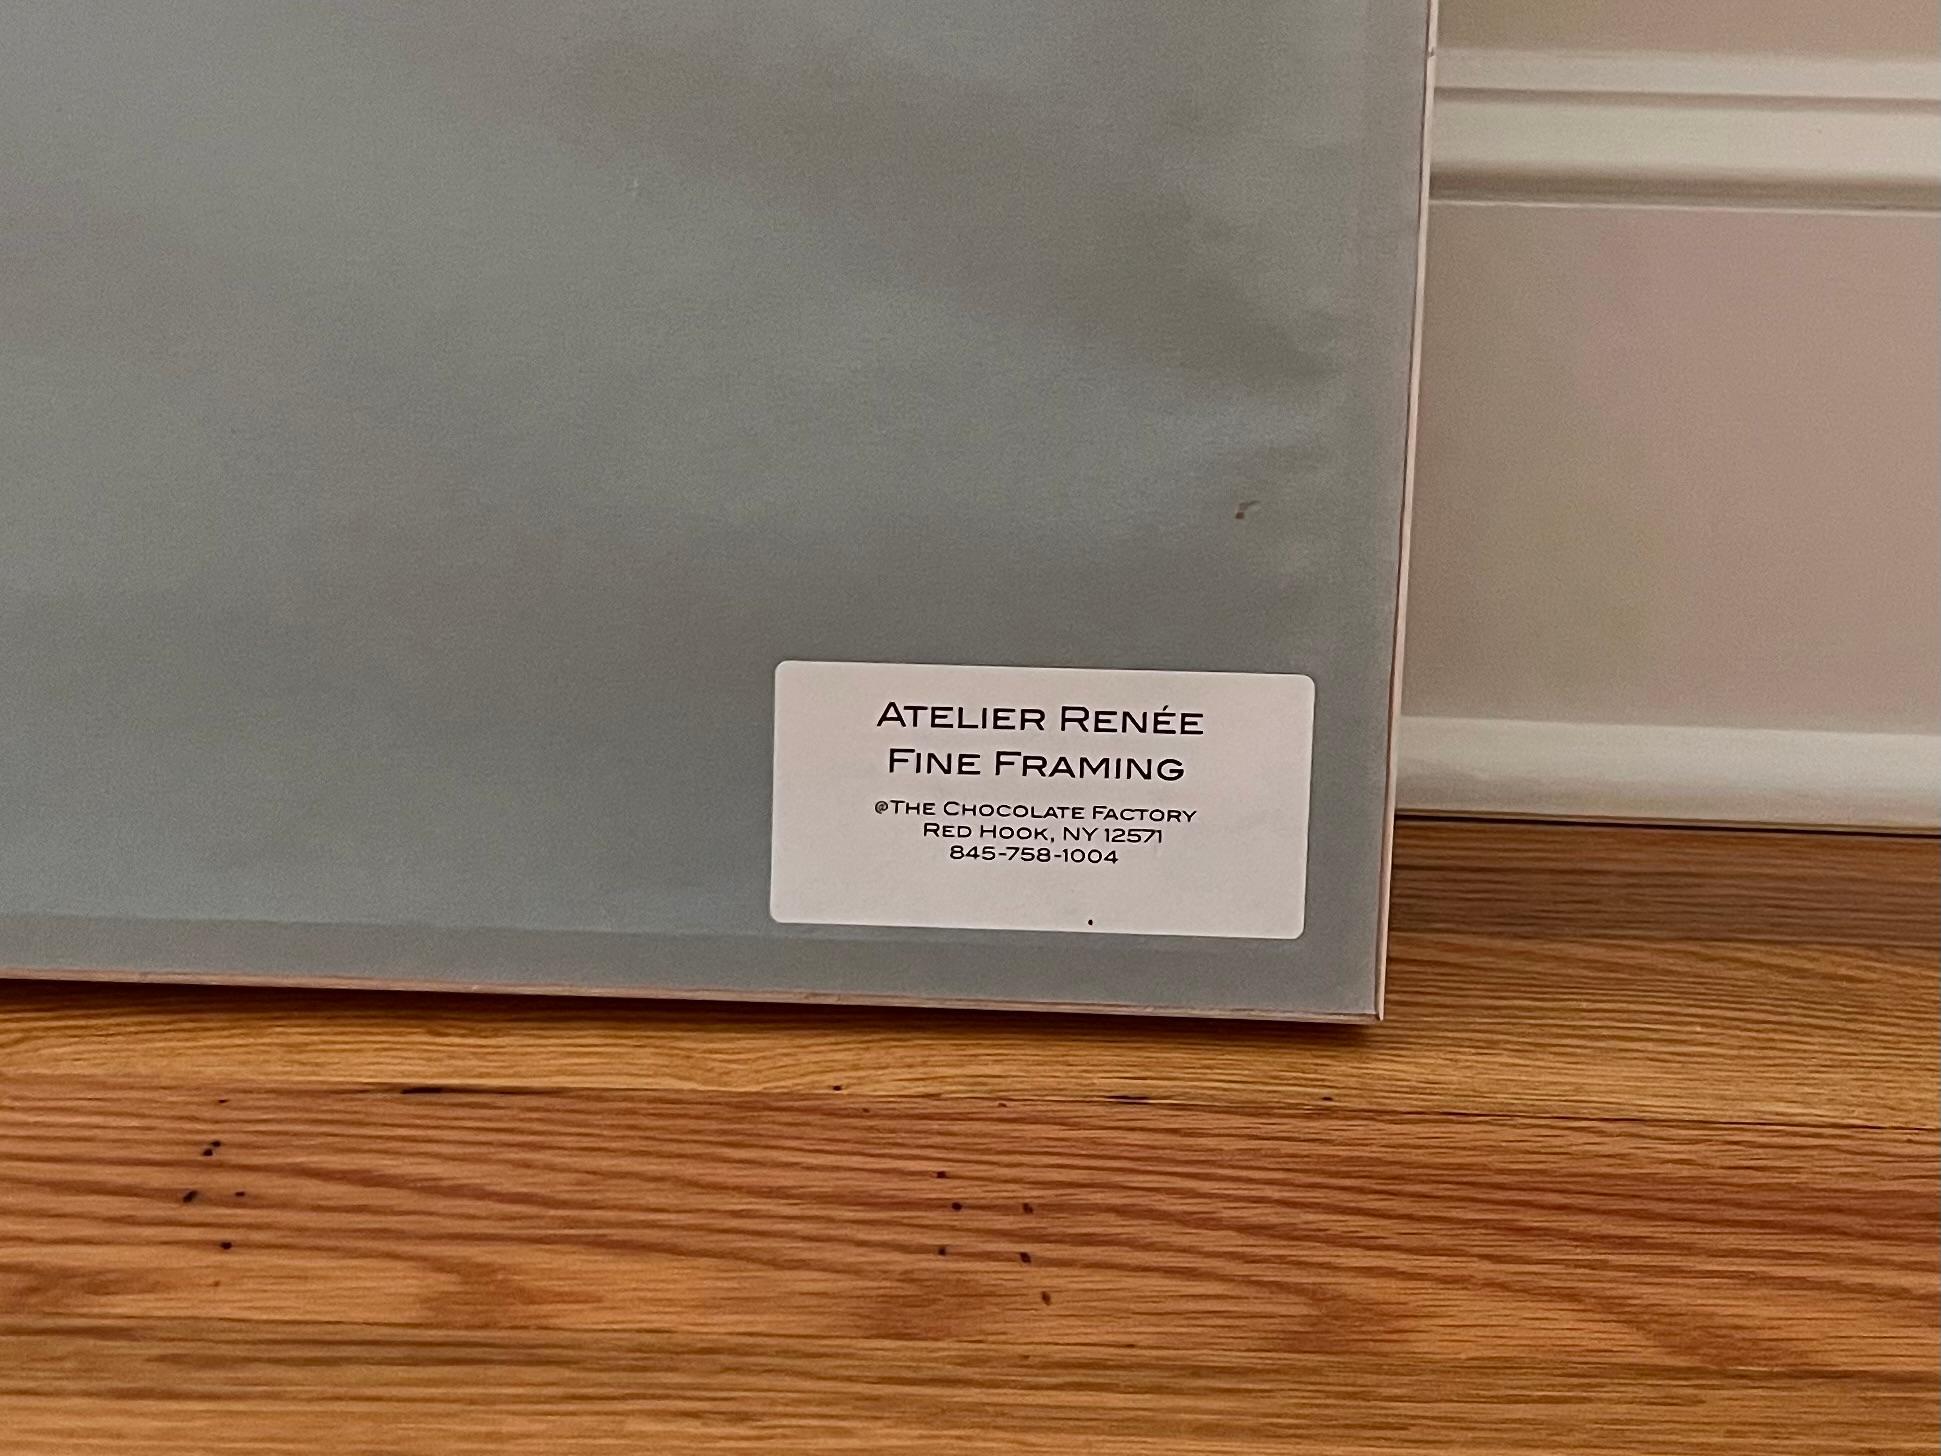 ATELIER RENÉE
FINE FRAMING
@THE CHOCOLATE FACTORY
RED HOOK, NY 12571
845-758-1004